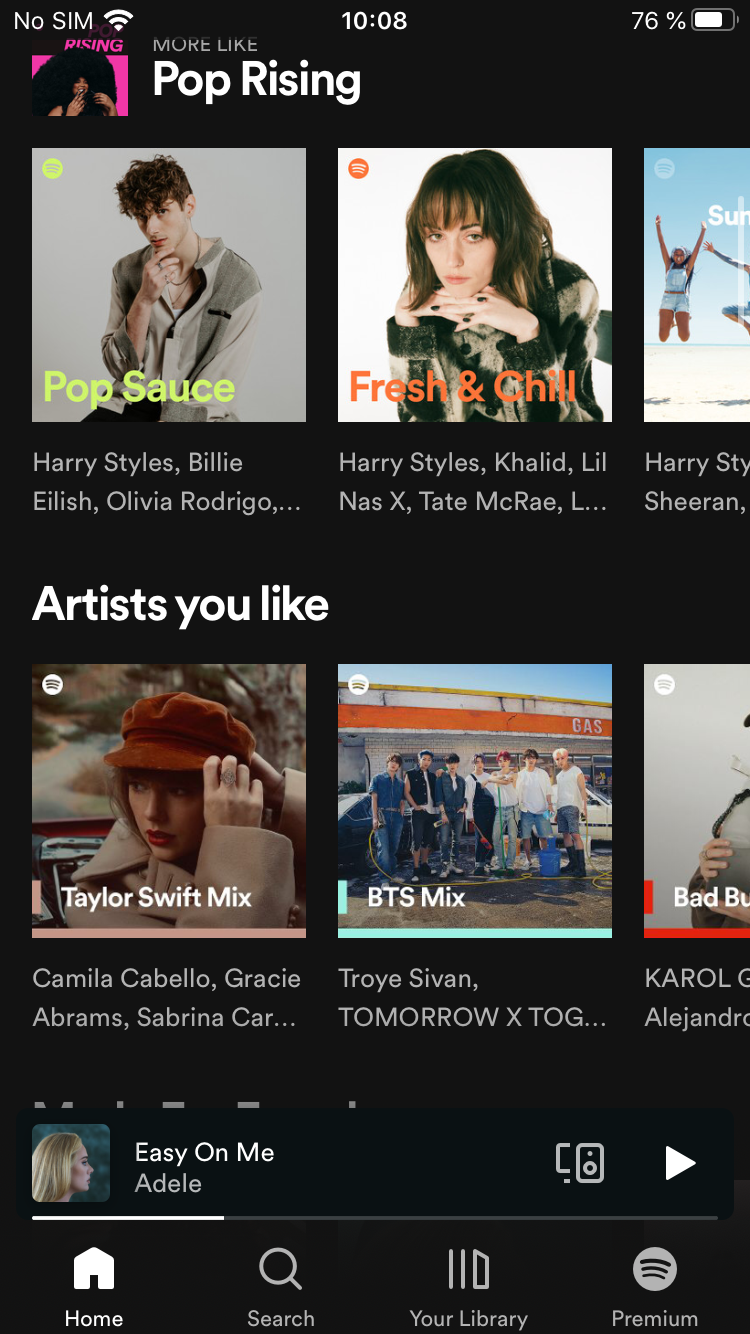 No SIM 10:08 76 %
POP
RISING
MORE LIKE
Pop Rising
Sun
Pop Sauce
Fresh & Chill
Harry Styles, Billie
Eilish, Olivia Rodrigo,...
Harry Styles, Khalid, Lil
Nas X, Tate McRae, L...
Harry Sty
Sheeran,
Artists you like
GAS
Taylor Swift Mix
BTS Mix
Bad Bu
Camila Cabello, Gracie
Abrams, Sabrina Car...
Troye Sivan,
TOMORROW X TOG...
KAROL G
Alejandro
Easy On Me
Adele
Home
Search
Your Library
Premium